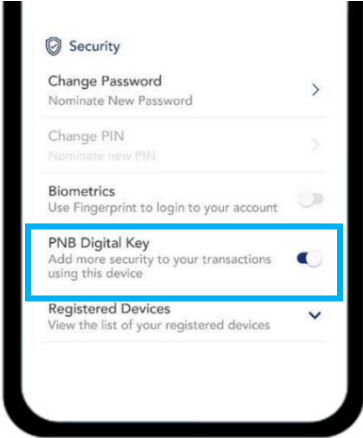 Security
Change Password
Nominate New Password
Change PIN
Nominate new PIN
Biometrics
Use Fingerprint to login to your account
PNB Digital Key
Add more security to your transactions
using this device
Registered Devices
View the list of your registered devices